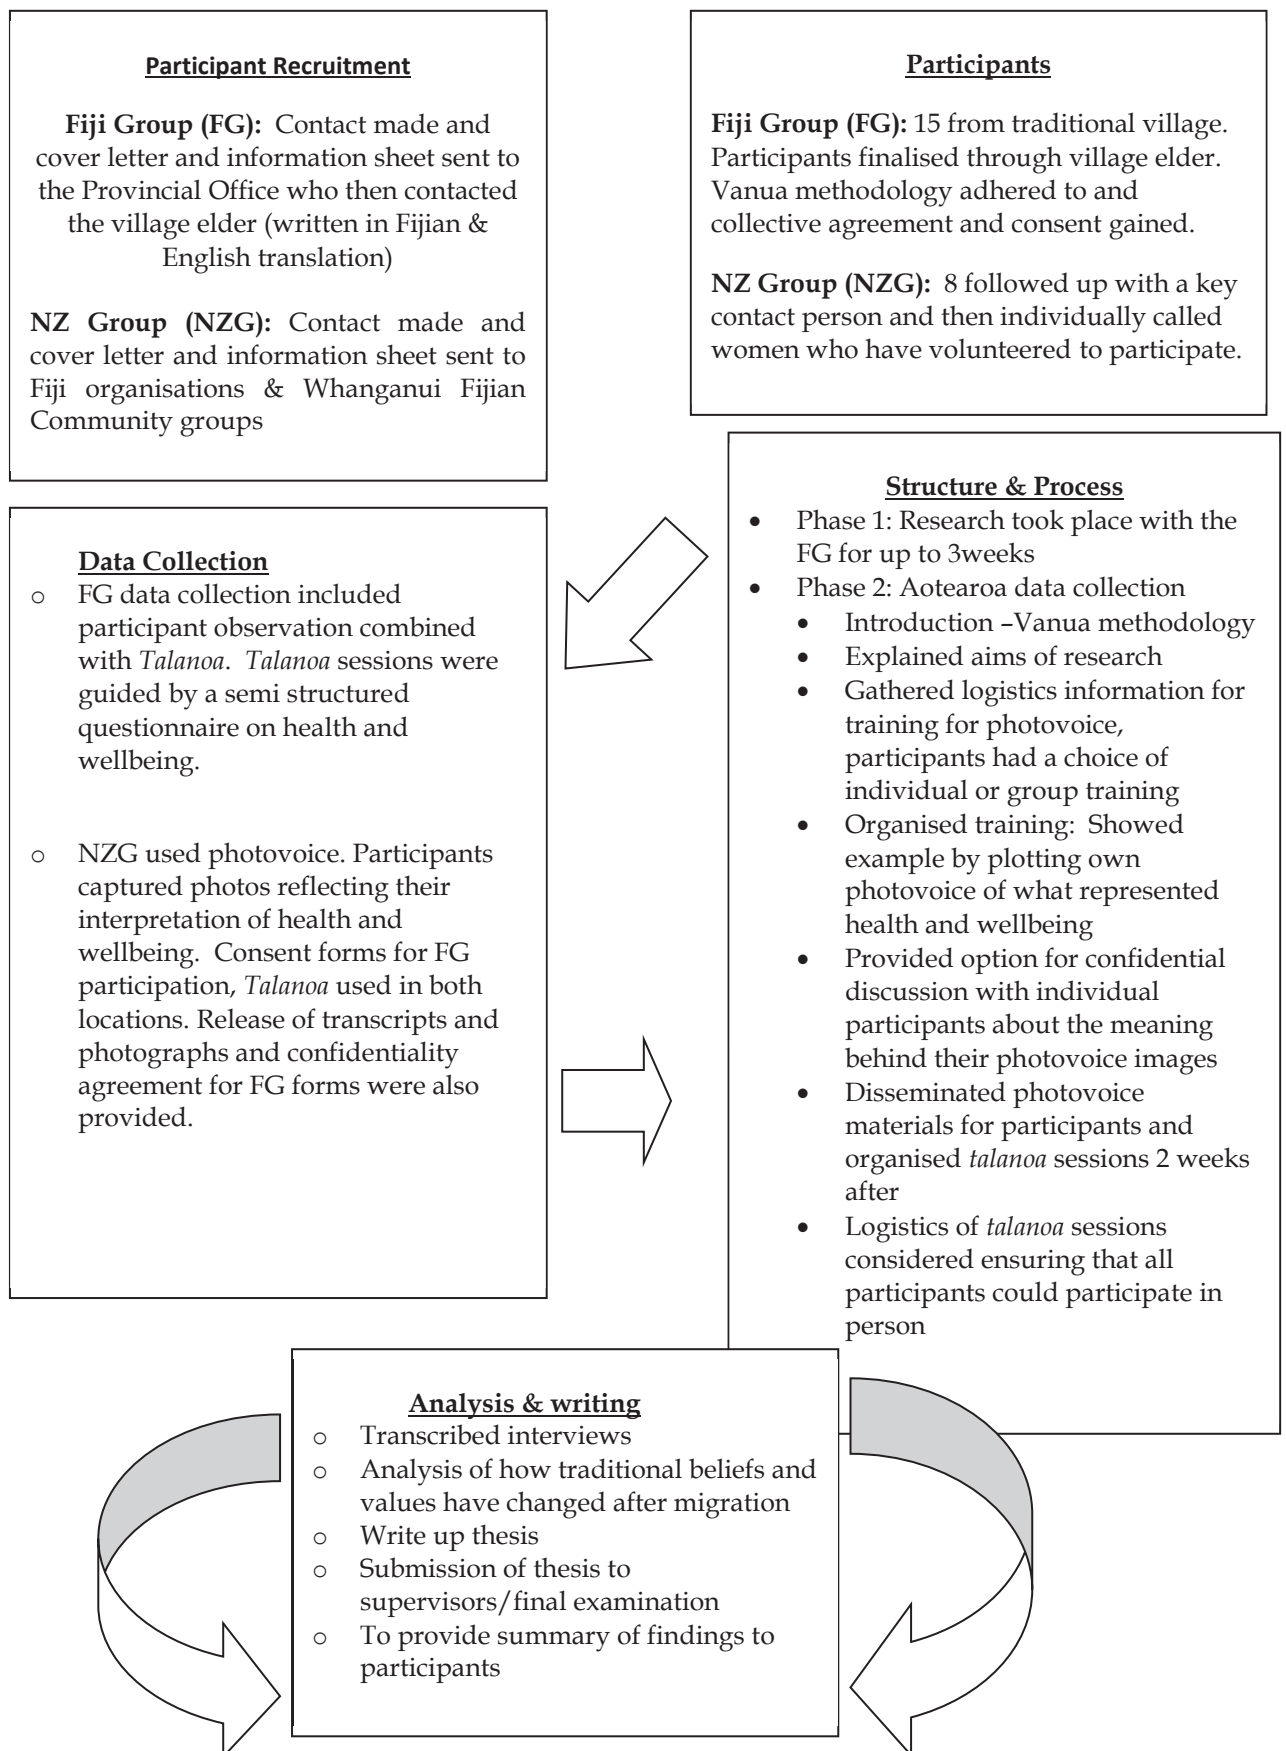 Participant Recruitment
Fiji Group (FG): Contact made and
cover letter and information sheet sent to
the Provincial Office who then contacted
the village elder (written in Fijian &
English translation)
NZ Group (NZG): Contact made and
cover letter and information sheet sent to
Fiji organisations & Whanganui Fijian
Community groups
Participants
Fiji Group (FG): 15 from traditional village.
Participants finalised through village elder.
Vanua methodology adhered to and
collective agreement and consent gained.
NZ Group (NZG): 8 followed up with a key
contact person and then individually called
women who have volunteered to participate.
Data Collection
o FG data collection included
participant observation combined
with Talanoa. Talanoa sessions were
guided by a semi structured
questionnaire on health and
wellbeing.
o NZG used photovoice. Participants
captured photos reflecting their
interpretation of health and
wellbeing. Consent forms for FG
participation, Talanoa used in both
locations. Release of transcripts and
photographs and confidentiality
agreement for FG forms were also
provided.
Structure & Process
• Phase 1: Research took place with the
FG for up to 3weeks
• Phase 2: Aotearoa data collection
• Introduction –Vanua methodology
• Explained aims of research
• Gathered logistics information for
training for photovoice,
participants had a choice of
individual or group training
• Organised training: Showed
example by plotting own
photovoice of what represented
health and wellbeing
• Provided option for confidential
discussion with individual
participants about the meaning
behind their photovoice images
• Disseminated photovoice
materials for participants and
organised talanoa sessions 2 weeks
after
• Logistics of talanoa sessions
considered ensuring that all
participants could participate in
person
Analysis & writing
o Transcribed interviews
o Analysis of how traditional beliefs and
values have changed after migration
o Write up thesis
o Submission of thesis to
supervisors/final examination
o To provide summary of findings to
participants